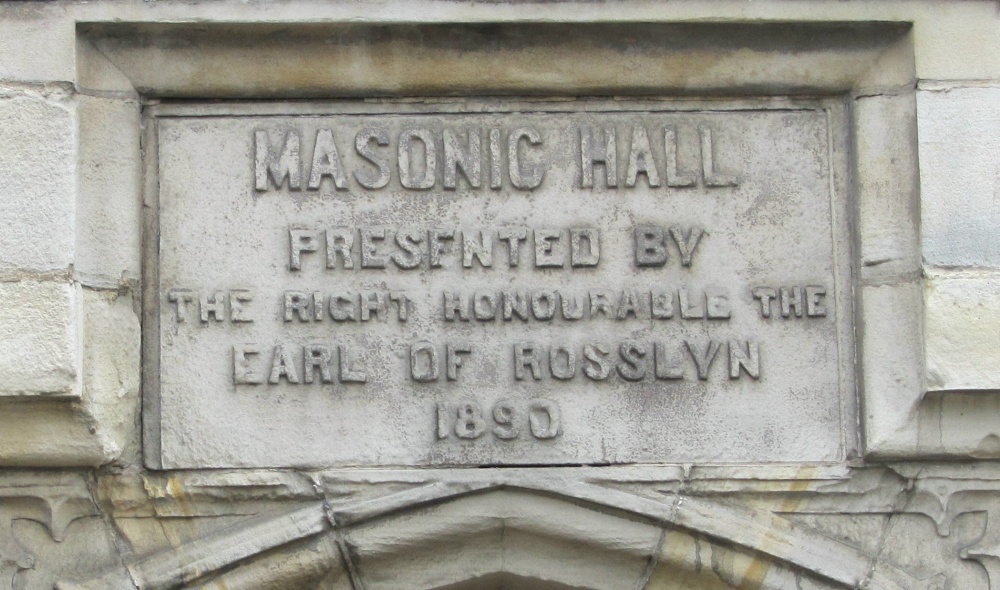 MASONIC HALL
PRESENTED BY
THE RIGHT HONOURABLE THE
EARL OF ROSSLYN
1890